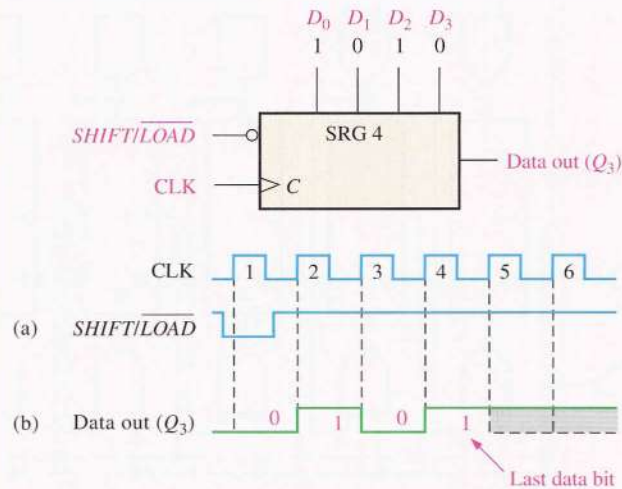 D0 D1 D2 D3
1 0 1 0
SHIFT/LOAD
SRG 4
Data out (Q3)
CLK
C
CLK
1 2 3 4 5 6
(a) SHIFT/LOAD
(b) Data out (Q3)
0 1 0 1
Last data bit